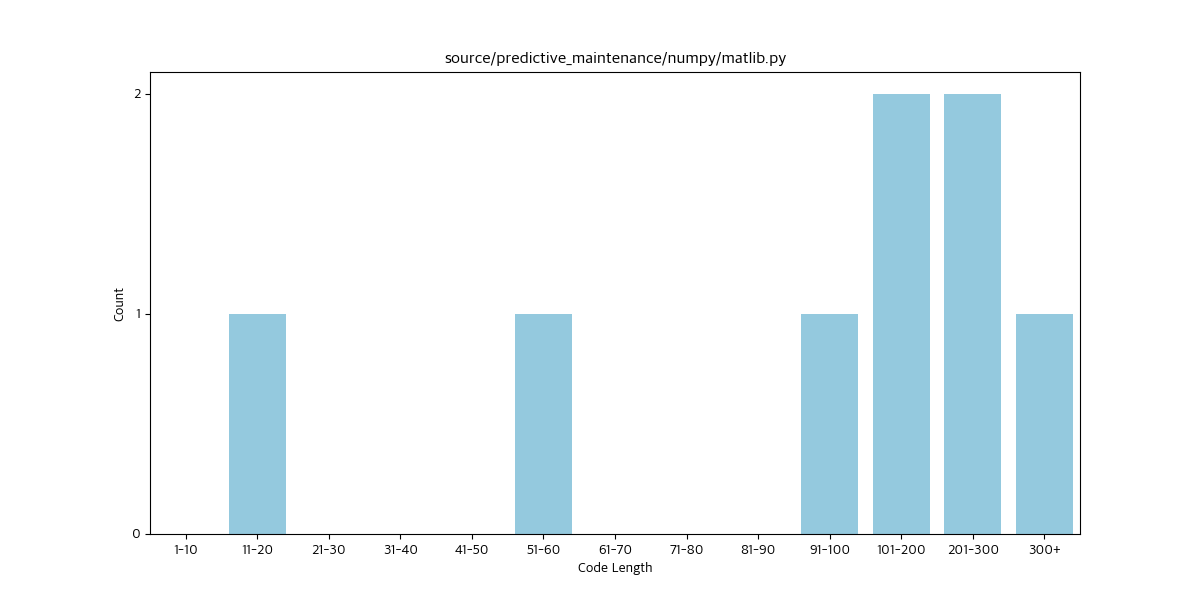 source/predictive_maintenance/numpy/matlib.py
Count
2
1
0
1-10 11-20 21-30 31-40 41-50 51-60 61-70 71-80 81-90 91-100 101-200 201-300 300+
Code Length